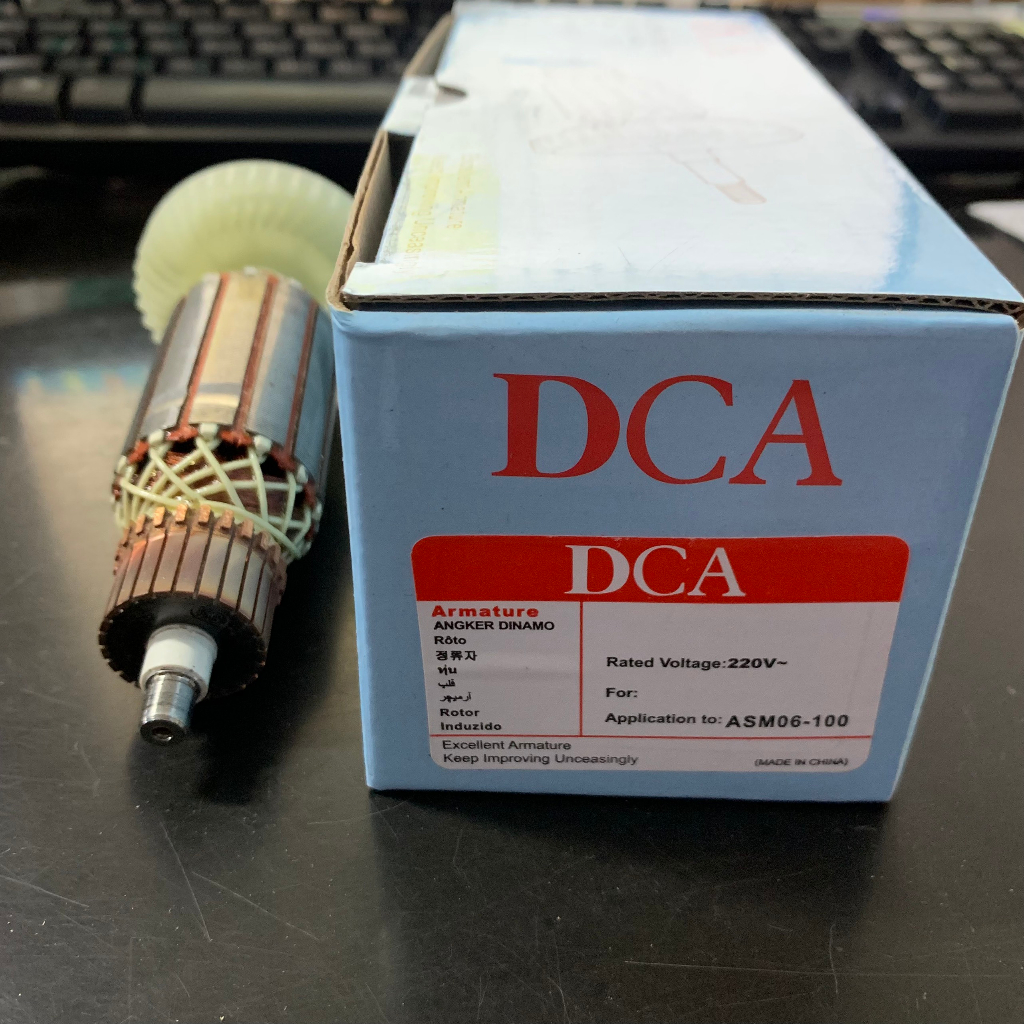 DCA
DCA
Armature
ANGKER DINAMO
Rôto
정류자
ทุ่น
قلب
آرمیچر
Rotor
Induzido
Rated Voltage:220V~
For:
Application to: ASM06-100
Excellent Armature
Keep Improving Unceasingly
(MADE IN CHINA)